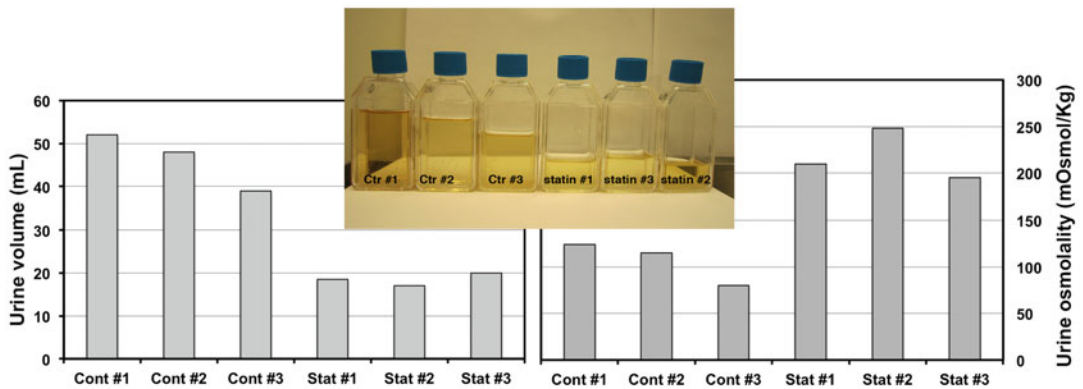 Urine volume (mL)
60
50
40
30
20
10
0
Cont #1 Cont #2 Cont #3 Stat #1 Stat #2 Stat #3
Ctr #1 Ctr #2 Ctr #3 statin #1 statin #3 statin #2
300
250
200
150
100
50
0
Urine osmolality (mOsmol/Kg)
Cont #1 Cont #2 Cont #3 Stat #1 Stat #2 Stat #3